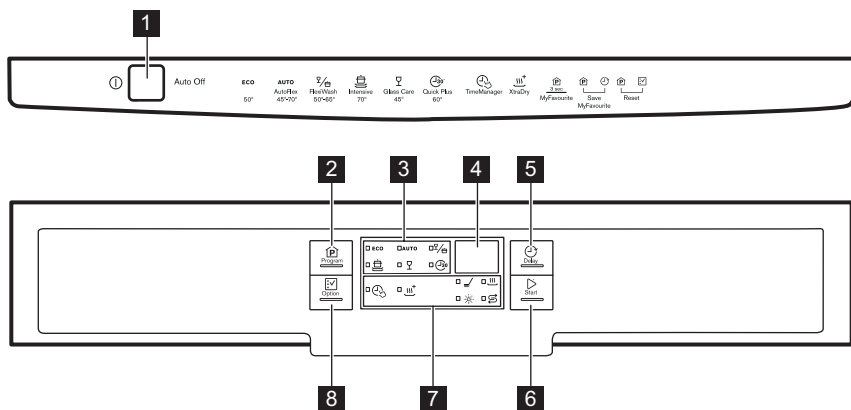 1
Auto Off
ECO
50°
AUTO
AutoFlex
45°-70°
FlexiWash
50°-65°
Intensive
70°
Glass Care
45°
30'
Quick Plus
60°
TimeManager
XtraDry
P
3 sec
MyFavourite
P
Save
MyFavourite
P
Reset
2
3
4
5
P
Program
ECO
AUTO
30
Delay
Option
Start
8
7
6